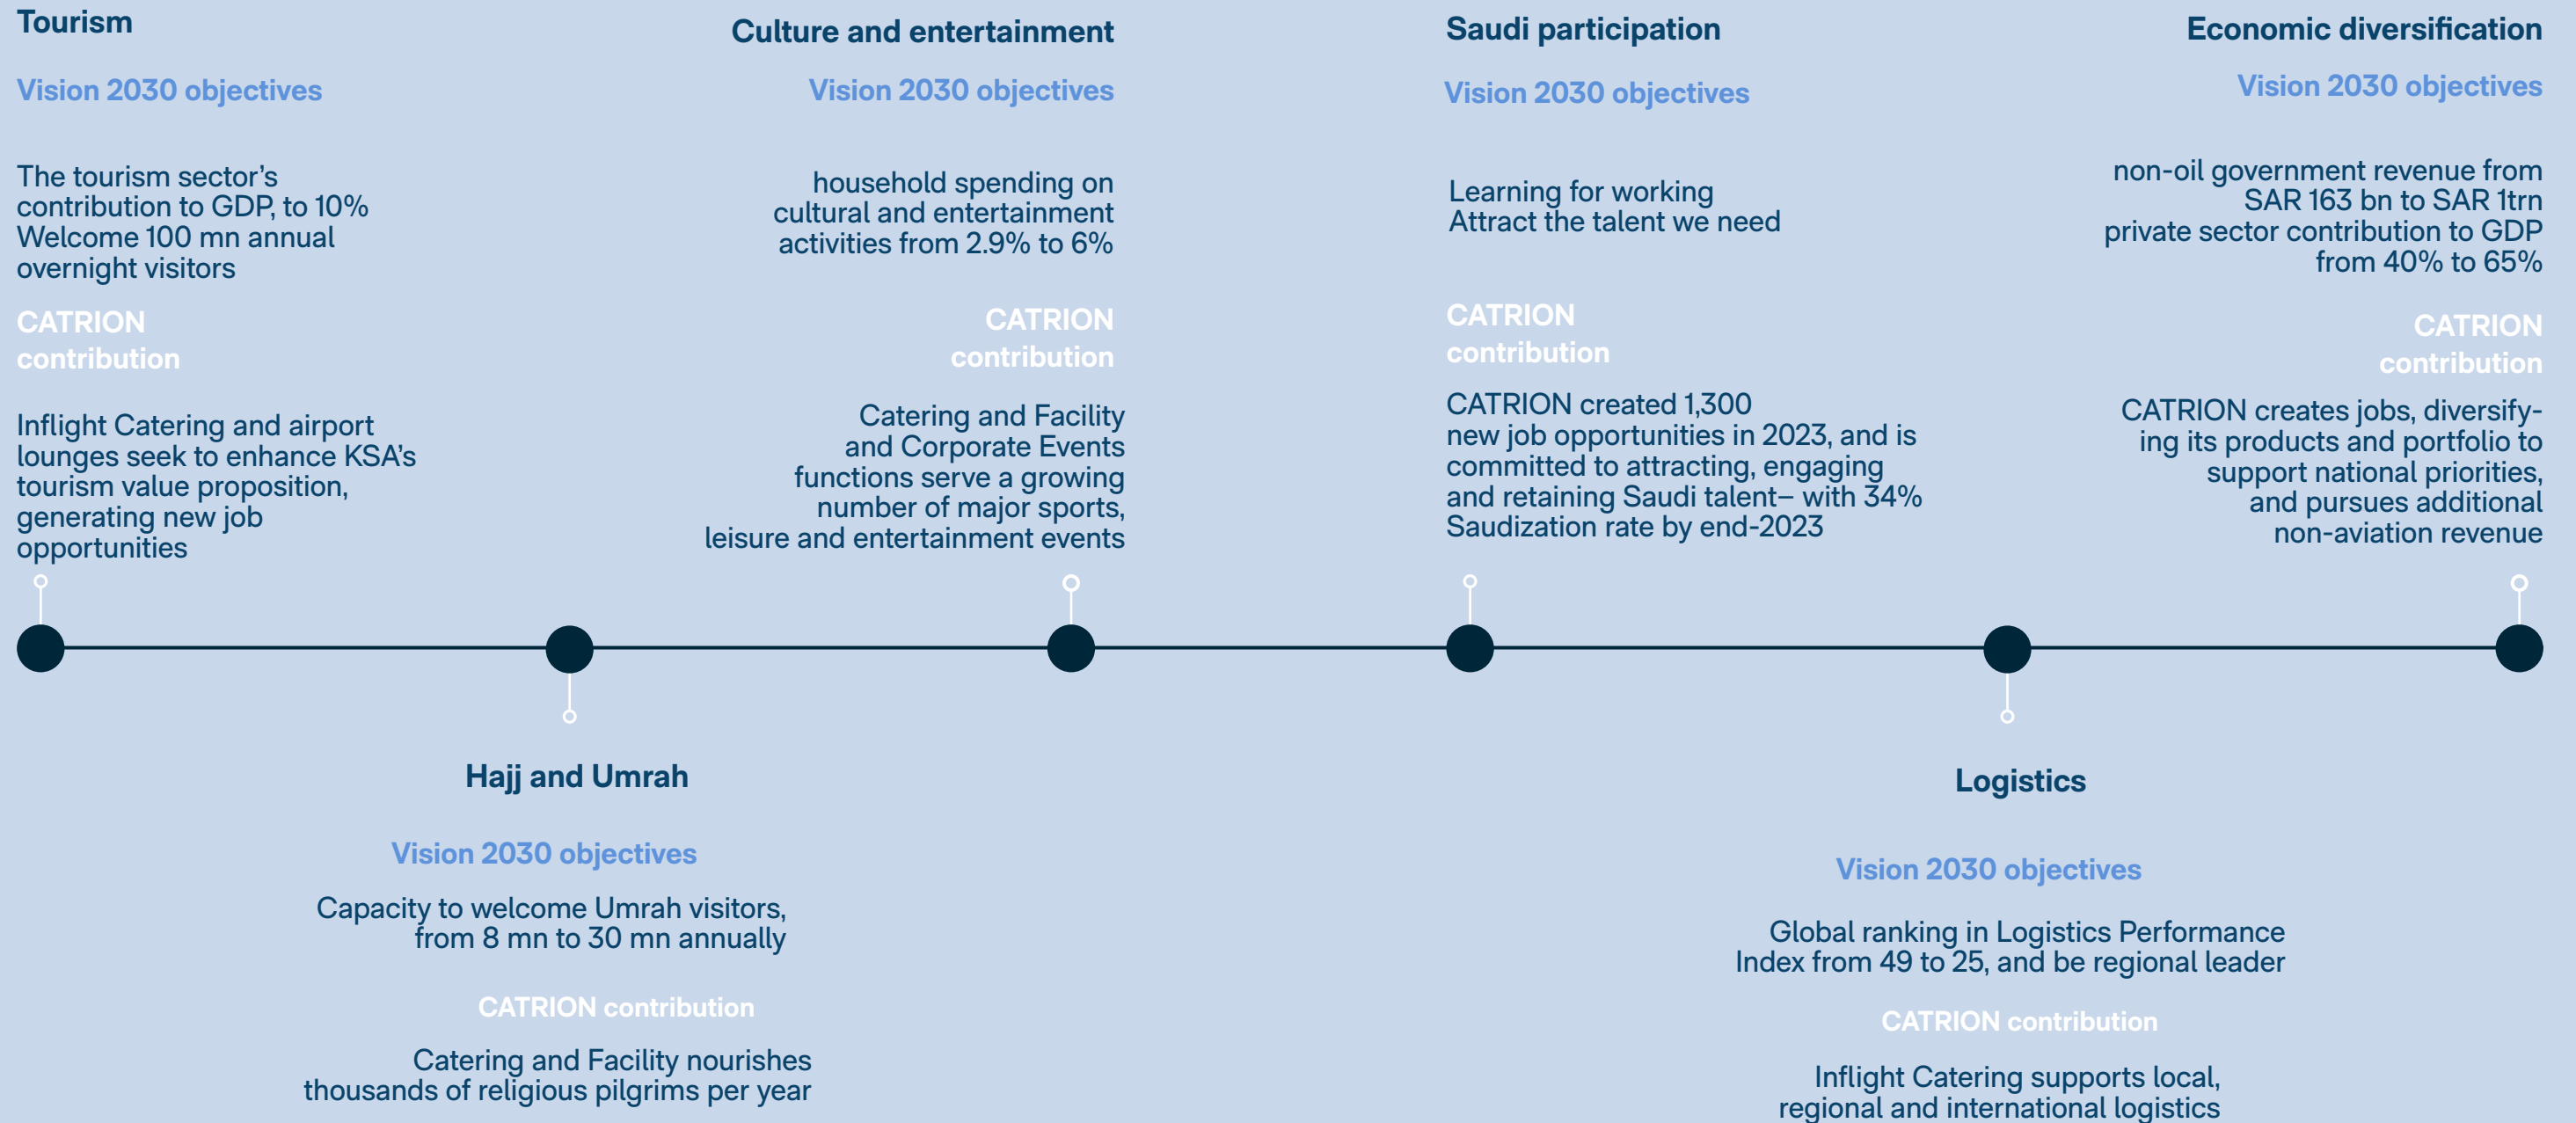 Tourism
Vision 2030 objectives
The tourism sector’s
contribution to GDP, to 10%
Welcome 100 mn annual
overnight visitors
CATRION
contribution
Inflight Catering and airport
lounges seek to enhance KSA’s
tourism value proposition,
generating new job
opportunities
Culture and entertainment
Vision 2030 objectives
household spending on
cultural and entertainment
activities from 2.9% to 6%
CATRION
contribution
Catering and Facility
and Corporate Events
functions serve a growing
number of major sports,
leisure and entertainment events
Saudi participation
Vision 2030 objectives
Learning for working
Attract the talent we need
CATRION
contribution
CATRION created 1,300
new job opportunities in 2023, and is
committed to attracting, engaging
and retaining Saudi talent– with 34%
Saudization rate by end-2023
Economic diversification
Vision 2030 objectives
non-oil government revenue from
SAR 163 bn to SAR 1trn
private sector contribution to GDP
from 40% to 65%
CATRION
contribution
CATRION creates jobs, diversify-
ing its products and portfolio to
support national priorities,
and pursues additional
non-aviation revenue
Hajj and Umrah
Vision 2030 objectives
Capacity to welcome Umrah visitors,
from 8 mn to 30 mn annually
CATRION contribution
Catering and Facility nourishes
thousands of religious pilgrims per year
Logistics
Vision 2030 objectives
Global ranking in Logistics Performance
Index from 49 to 25, and be regional leader
CATRION contribution
Inflight Catering supports local,
regional and international logistics